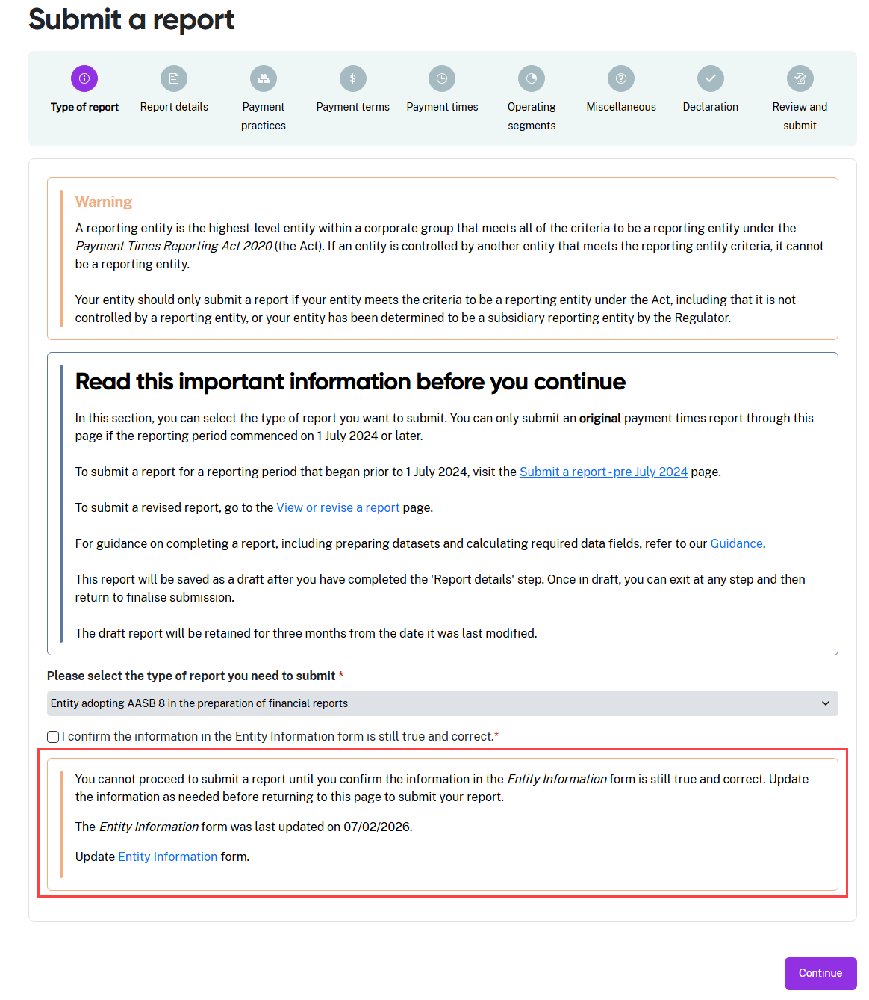 Submit a report
Type of report
Report details
Payment
practices
Payment terms
Payment times
Operating
segments
Miscellaneous
Declaration
Review and
submit
Warning
A reporting entity is the highest-level entity within a corporate group that meets all of the criteria to be a reporting entity under the
Payment Times Reporting Act 2020 (the Act). If an entity is controlled by another entity that meets the reporting entity criteria, it cannot
be a reporting entity.
Your entity should only submit a report if your entity meets the criteria to be a reporting entity under the Act, including that it is not
controlled by a reporting entity, or your entity has been determined to be a subsidiary reporting entity by the Regulator.
Read this important information before you continue
In this section, you can select the type of report you want to submit. You can only submit an original payment times report through this
page if the reporting period commenced on 1 July 2024 or later.
To submit a report for a reporting period that began prior to 1 July 2024, visit the Submit a report - pre July 2024 page.
To submit a revised report, go to the View or revise a report page.
For guidance on completing a report, including preparing datasets and calculating required data fields, refer to our Guidance.
This report will be saved as a draft after you have completed the 'Report details' step. Once in draft, you can exit at any step and then
return to finalise submission.
The draft report will be retained for three months from the date it was last modified.
Please select the type of report you need to submit *
Entity adopting AASB 8 in the preparation of financial reports
I confirm the information in the Entity Information form is still true and correct.*
You cannot proceed to submit a report until you confirm the information in the Entity Information form is still true and correct. Update
the information as needed before returning to this page to submit your report.
The Entity Information form was last updated on 07/02/2026.
Update Entity Information form.
Continue